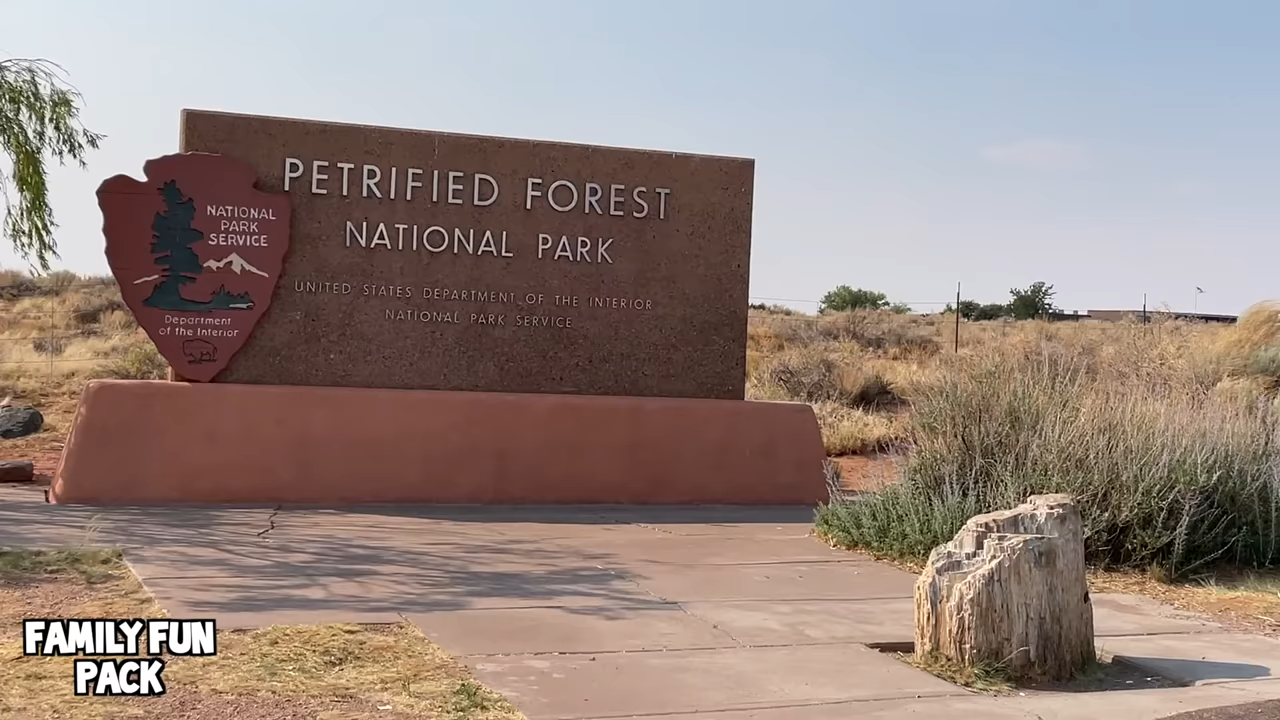 PETRIFIED FOREST
NATIONAL PARK
UNITED STATES DEPARTMENT OF THE INTERIOR
NATIONAL PARK SERVICE
NATIONAL
PARK
SERVICE
Department
of the Interior
FAMILY FUN
PACK